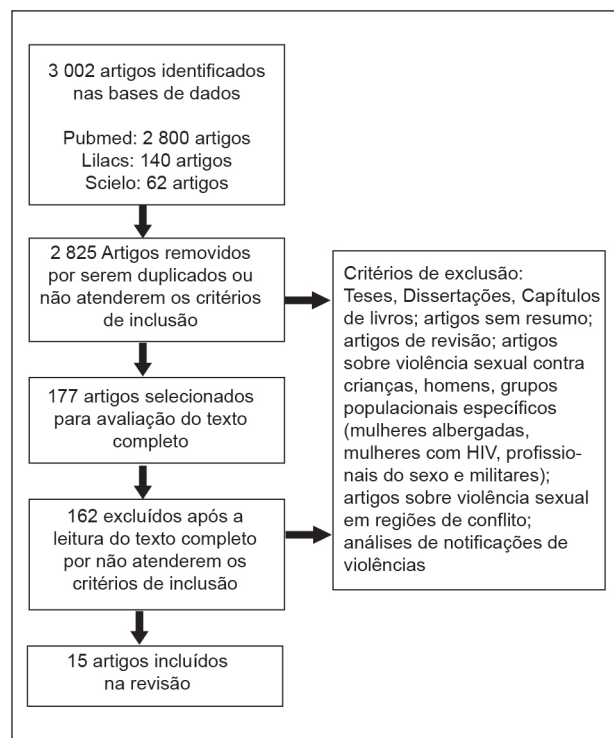 3 002 artigos identificados
nas bases de dados
Pubmed: 2 800 artigos
Lilacs: 140 artigos
Scielo: 62 artigos
2 825 Artigos removidos
por serem duplicados ou
não atenderem os critérios
de inclusão
Critérios de exclusão:
Teses, Dissertações, Capítulos
de livros; artigos sem resumo;
artigos de revisão; artigos
sobre violência sexual contra
crianças, homens, grupos
populacionais específicos
(mulheres albergadas,
mulheres com HIV, profissio-
nais do sexo e militares);
artigos sobre violência sexual
em regiões de conflito;
análises de notificações de
violências
177 artigos selecionados
para avaliação do texto
completo
162 excluídos após a
leitura do texto completo
por não atenderem os
critérios de inclusão
15 artigos incluídos
na revisão